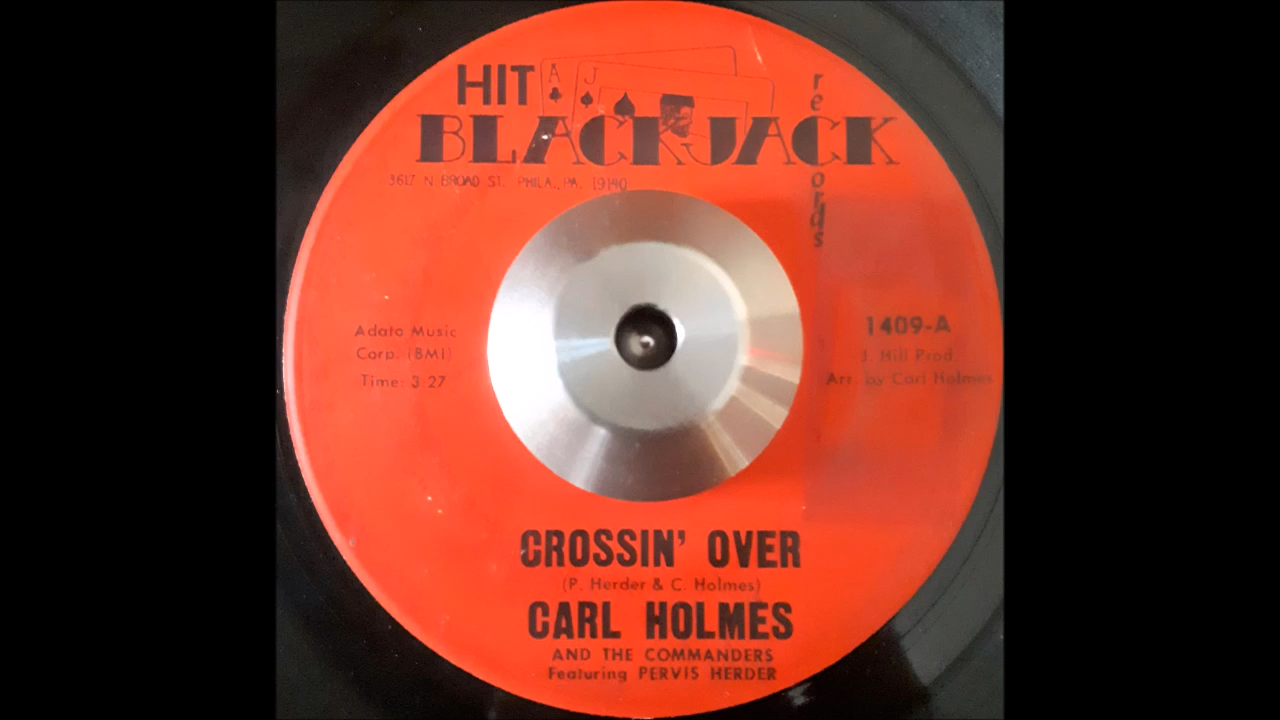 HIT
A J
BLACKJACK
records
3617 N. BROAD ST. PHILA., PA. 19140
Adato Music
Corp. (BMI)
Time: 3:27
1409-A
J. Hill Prod.
Arr. by Carl Holmes
CROSSIN' OVER
(P. Herder & C. Holmes)
CARL HOLMES
AND THE COMMANDERS
Featuring PERVIS HERDER